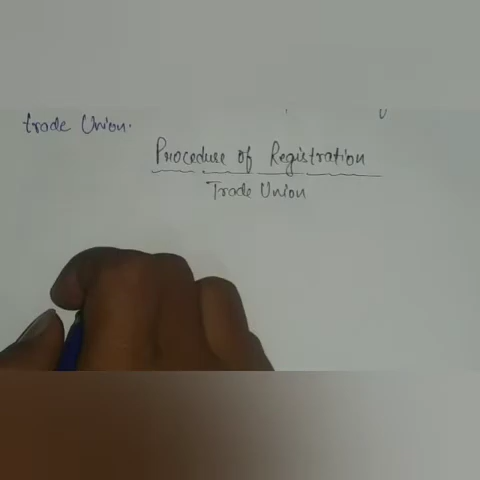 trade Union.
Procedure of Registration
Trade Union